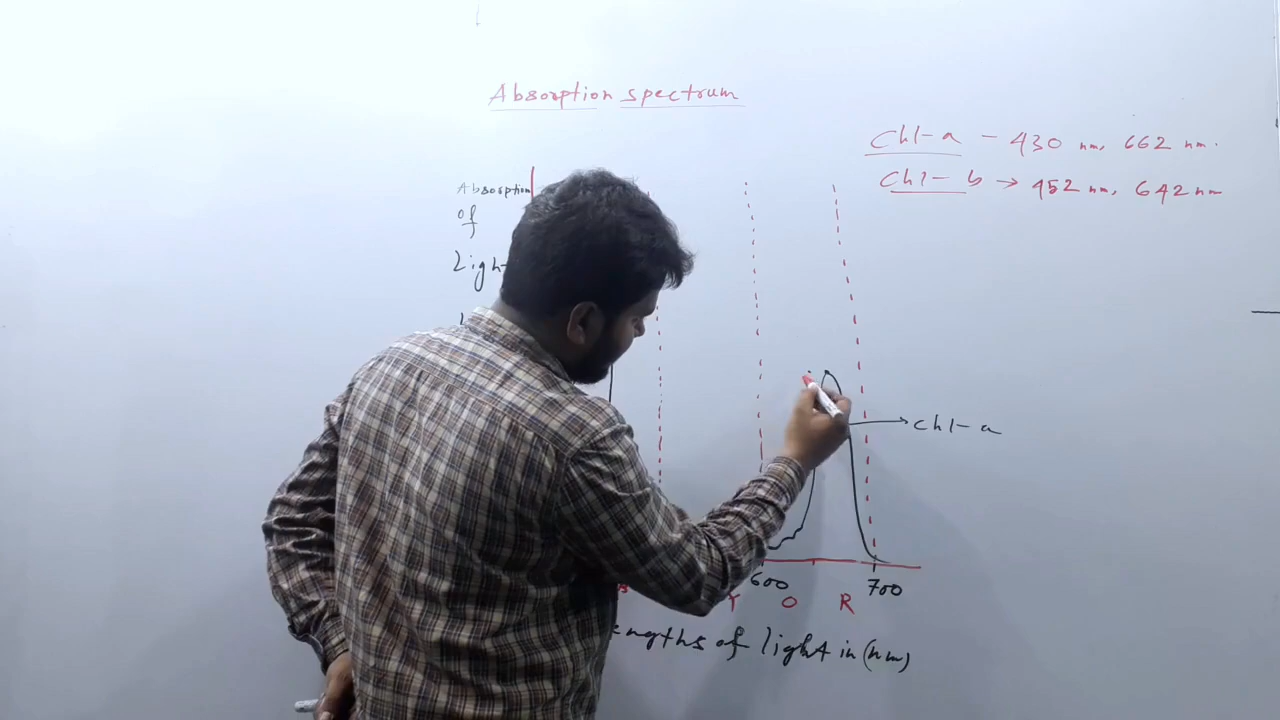 Absorption spectrum
Chl-a - 430 nm, 662 nm.
Chl-b → 452 nm, 642 nm
Absorption
of
Ligh
chl-a
600
700
Y O R
engths of light in (nm)